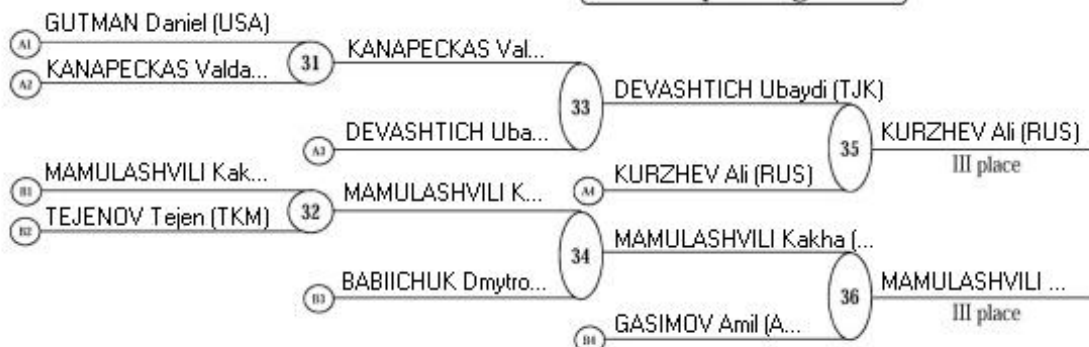 GUTMAN Daniel (USA)
A1
KANAPECKAS Valda...
A2
31
KANAPECKAS Val...
33
DEVASHTICH Ubaydi (TJK)
DEVASHTICH Uba...
A3
35
KURZHEV Ali (RUS)
III place
KURZHEV Ali (RUS)
A4
MAMULASHVILI Kak...
B1
TEJENOV Tejen (TKM)
B2
32
MAMULASHVILI K...
34
MAMULASHVILI Kakha (...
BABIICHUK Dmytro...
B3
36
MAMULASHVILI ...
III place
GASIMOV Amil (A...
B4